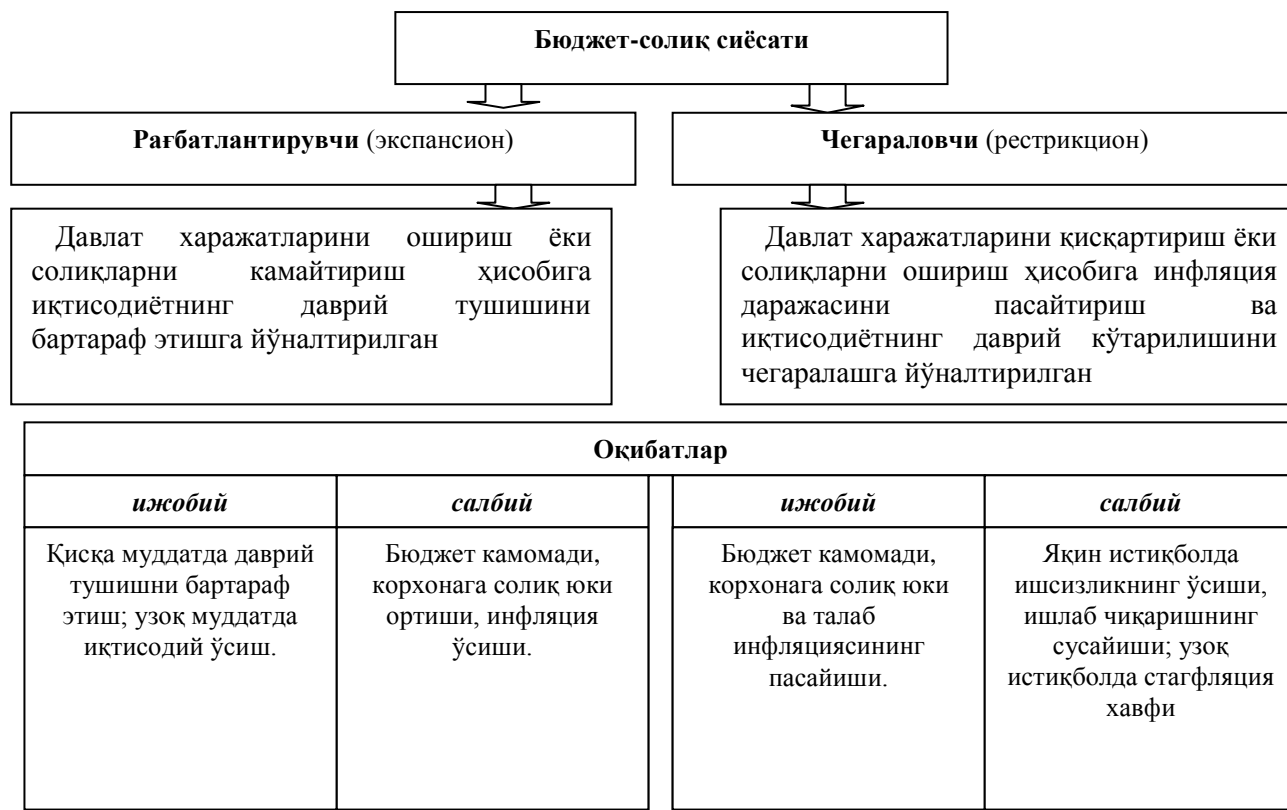 Бюджет-солиқ сиёсати
Рағбатлантирувчи (экспансион)
Чегараловчи (рестрикцион)
Давлат харажатларини ошириш ёки
солиқларни камайтириш ҳисобига
иқтисодиётнинг даврий тушишини
бартараф этишга йўналтирилган
Давлат харажатларини қисқартириш ёки
солиқларни ошириш ҳисобига инфляция
даражасини пасайтириш ва
иқтисодиётнинг даврий кўтарилишини
чегаралашга йўналтирилган
Оқибатлар
ижобий
салбий
ижобий
салбий
Қисқа муддатда даврий
тушишни бартараф
этиш; узоқ муддатда
иқтисодий ўсиш.
Бюджет камомади,
корхонага солиқ юки
ортиши, инфляция
ўсиши.
Бюджет камомади,
корхонага солиқ юки
ва талаб
инфляциясининг
пасайиши.
Яқин истиқболда
ишсизликнинг ўсиши,
ишлаб чиқаришнинг
сусайиши; узоқ
истиқболда стагфляция
хавфи